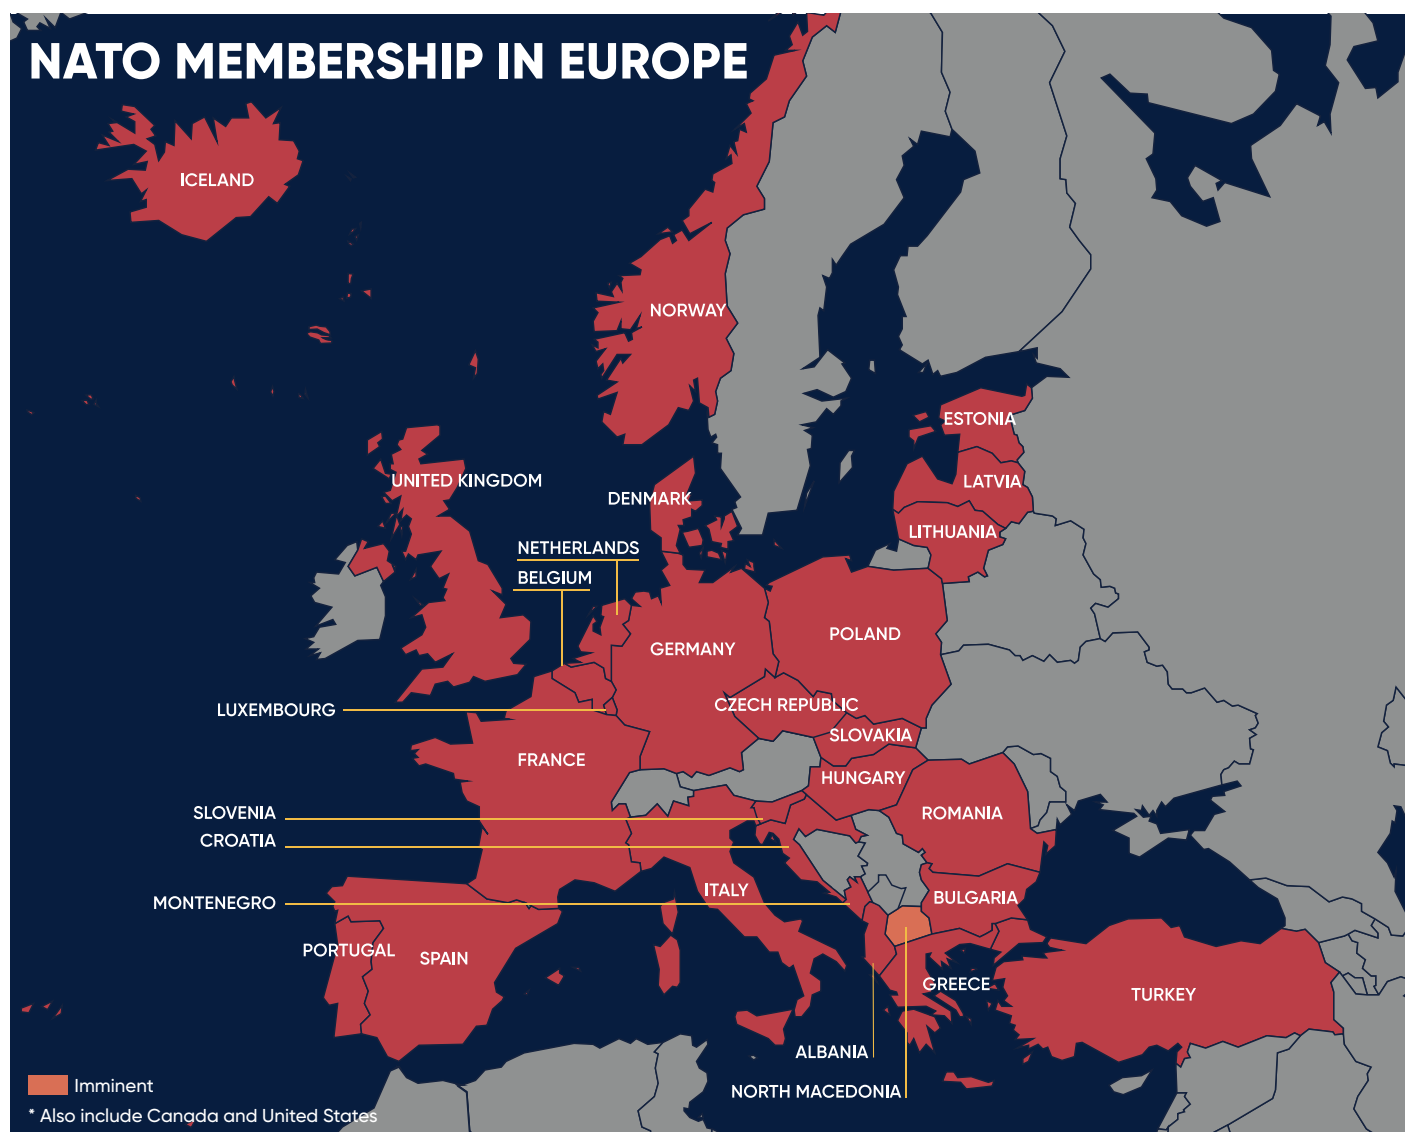 NATO MEMBERSHIP IN EUROPE
ICELAND
NORWAY
ESTONIA
UNITED KINGDOM
LATVIA
DENMARK
LITHUANIA
NETHERLANDS
BELGIUM
POLAND
GERMANY
CZECH REPUBLIC
LUXEMBOURG
SLOVAKIA
FRANCE
HUNGARY
SLOVENIA
ROMANIA
CROATIA
ITALY
BULGARIA
MONTENEGRO
PORTUGAL
SPAIN
GREECE
TURKEY
ALBANIA
NORTH MACEDONIA
Imminent
* Also include Canada and United States